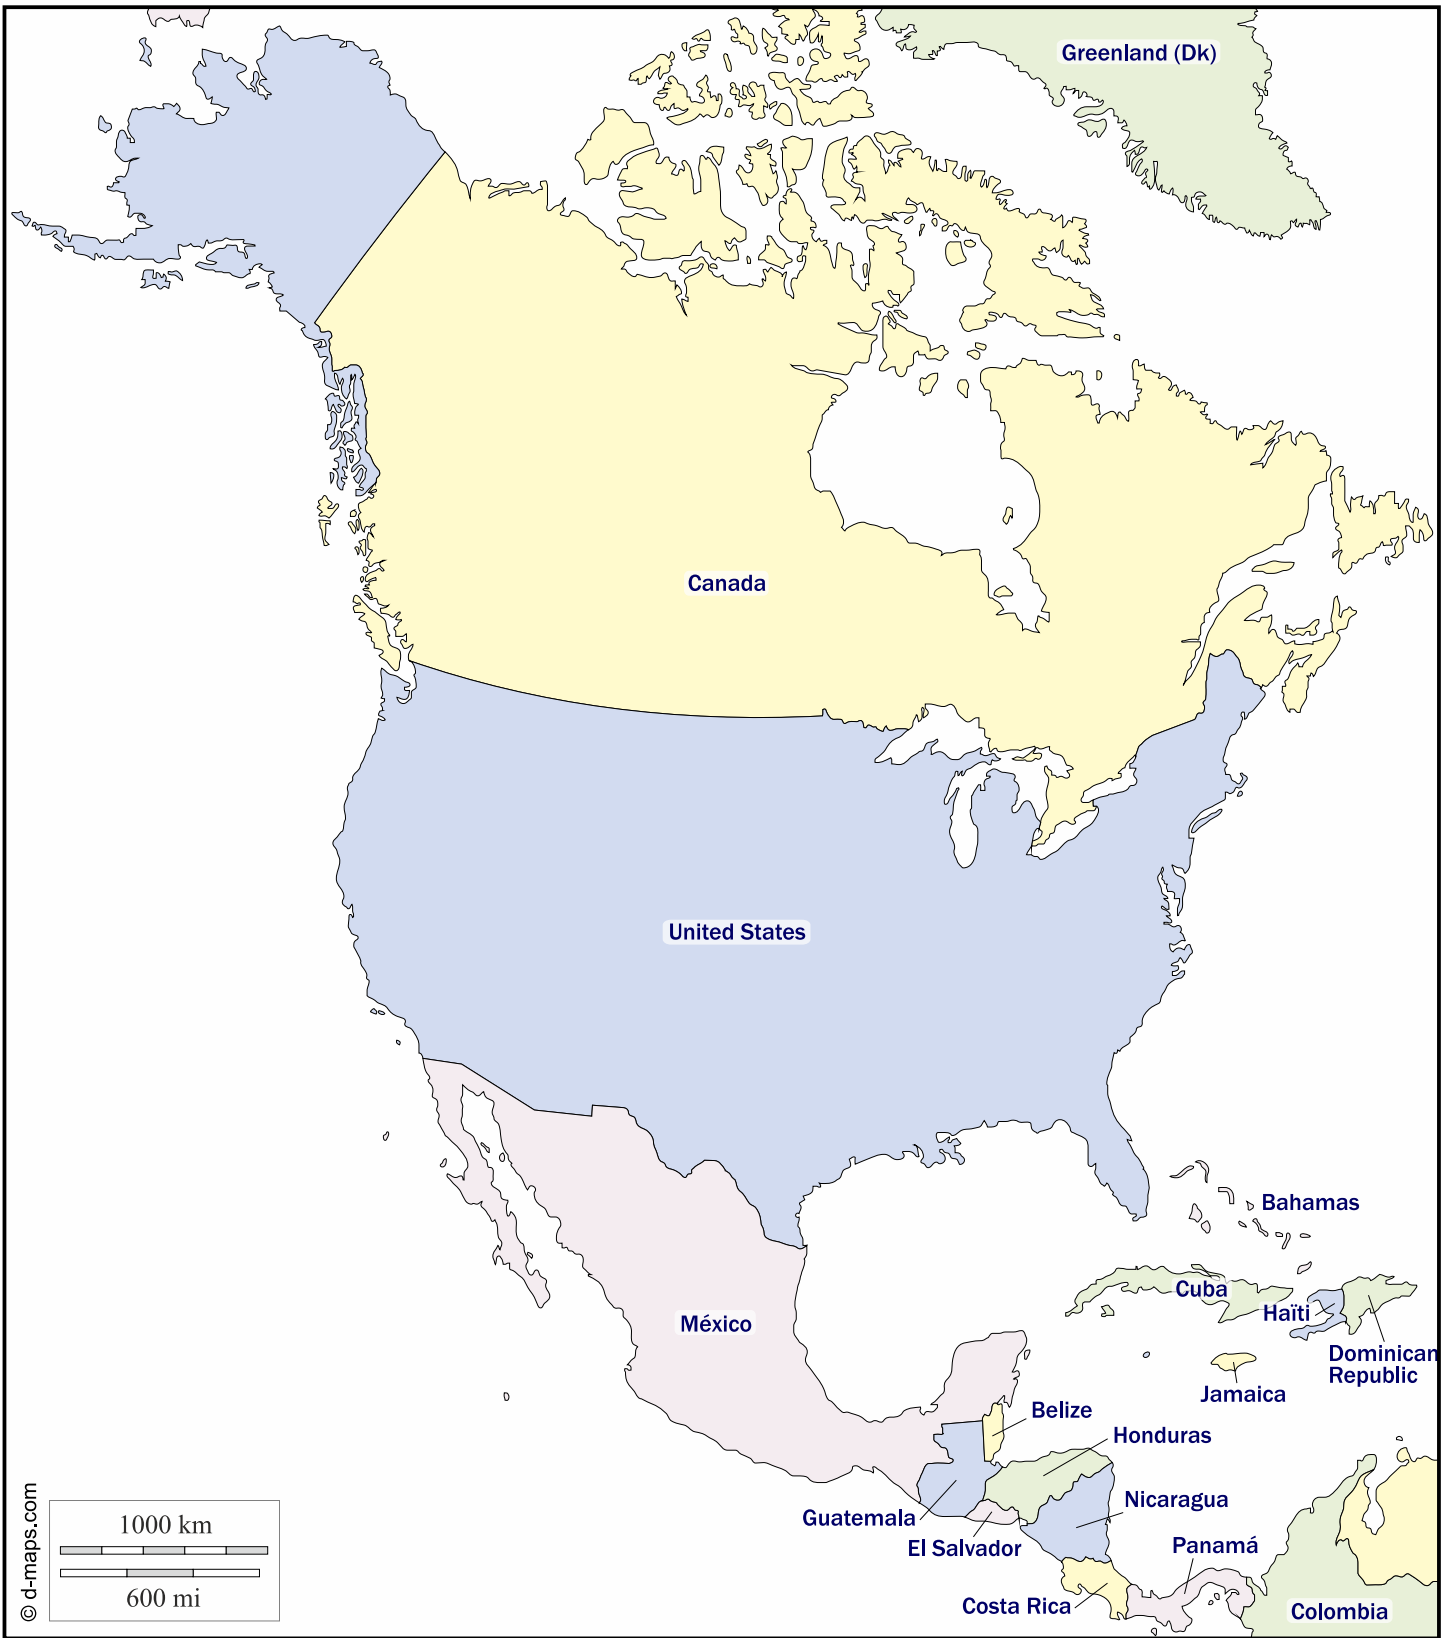 Greenland (Dk)
Canada
United States
Bahamas
Cuba
Haïti
México
Dominican
Republic
Jamaica
Belize
Honduras
Nicaragua
Guatemala
El Salvador
Panamá
Costa Rica
Colombia
1000 km
600 mi
© d-maps.com